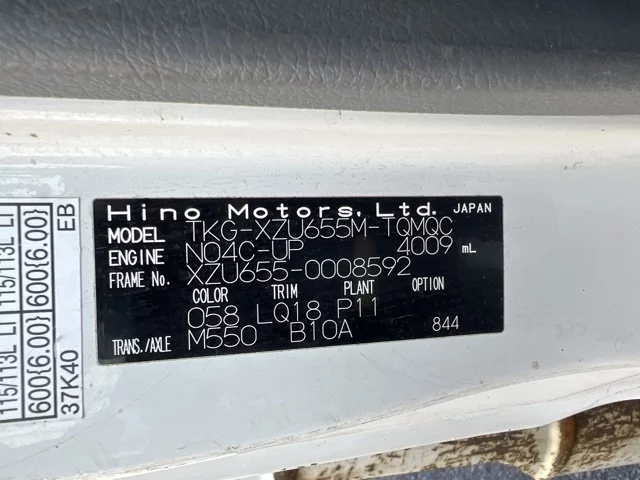 Hino Motors, Ltd. JAPAN
MODEL TKG-XZU655M-TQMQC
ENGINE N04C-UP 4009 mL
FRAME No. XZU655-0008592
COLOR TRIM PLANT OPTION
058 LQ18 P11
TRANS./AXLE M550 B10A 844
115/113L LT 115/113L LT
600{6.00} 600{6.00}
37K40 EB